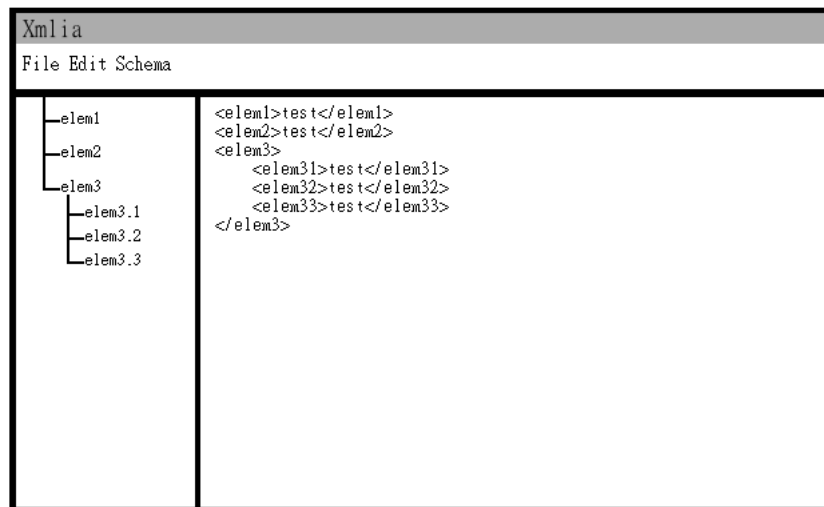 Xmlia
File Edit Schema
elem1
elem2
elem3
elem3.1
elem3.2
elem3.3
<elem1>test</elem1>
<elem2>test</elem2>
<elem3>
    <elem31>test</elem31>
    <elem32>test</elem32>
    <elem33>test</elem33>
</elem3>